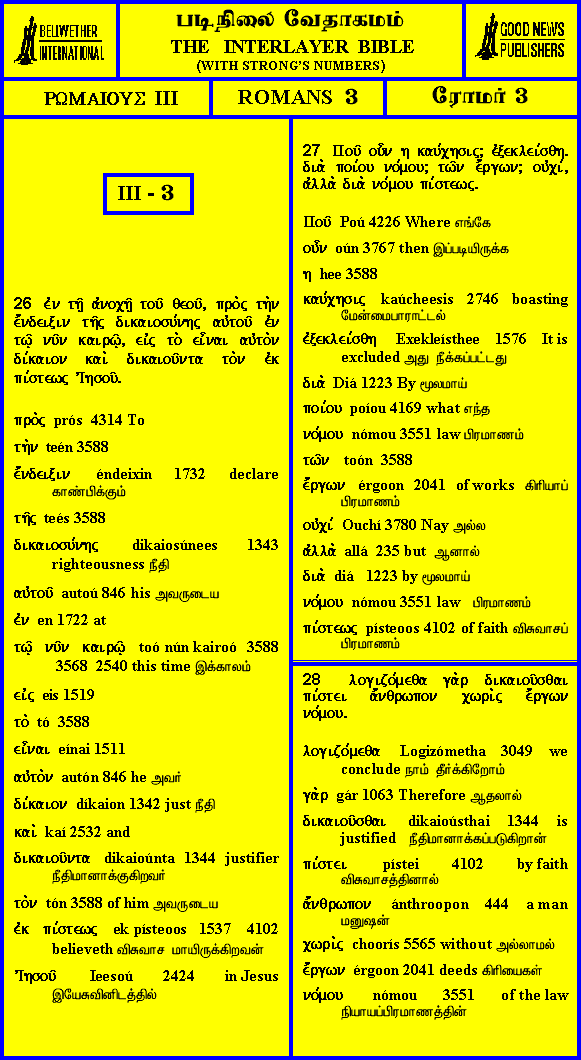 BELLWETHER
INTERNATIONAL
படிநிலை வேதாகமம்
THE INTERLAYER BIBLE
(WITH STRONG'S NUMBERS)
GOOD NEWS
PUBLISHERS
ΡΩΜΑΙΟΥΣ III
ROMANS 3
ரோமர் 3
III - 3
26 ἐν τῇ ἀνοχῇ τοῦ θεοῦ, πρὸς τὴν
ἔνδειξιν τῆς δικαιοσύνης αὐτοῦ ἐν
τῷ νῦν καιρῷ, εἰς τὸ εἶναι αὐτὸν
δίκαιον καὶ δικαιοῦντα τὸν ἐκ
πίστεως Ἰησοῦ.
πρὸς prós 4314 To
τὴν teén 3588
ἔνδειξιν éndeixin 1732 declare
காண்பிக்கும்
τῆς teés 3588
δικαιοσύνης dikaiosúnees 1343
righteousness நீதி
αὐτοῦ autoú 846 his அவருடைய
ἐν en 1722 at
τῷ νῦν καιρῷ toó nún kairoó 3588
3568 2540 this time இக்காலம்
εἰς eis 1519
τὸ tó 3588
εἶναι eínai 1511
αὐτὸν autón 846 he அவர்
δίκαιον díkaion 1342 just நீதி
καὶ kaí 2532 and
δικαιοῦντα dikaioúnta 1344 justifier
நீதிமானாக்குகிறவர்
τὸν tón 3588 of him அவருடைய
ἐκ πίστεως ek písteoos 1537 4102
believeth விசுவாச மாயிருக்கிறவன்
Ἰησοῦ Ieesoú 2424 in Jesus
இயேசுவினிடத்தில்
27 Ποῦ οὖν η καύχησις; ἐξεκλείσθη.
διὰ ποίου νόμου; τῶν ἔργων; οὐχι,
ἀλλὰ διὰ νόμου πίστεως.
Ποῦ Poú 4226 Where எங்கே
οὖν oún 3767 then இப்படியிருக்க
η hee 3588
καύχησις kaúcheesis 2746 boasting
மேன்மைபாராட்டல்
ἐξεκλείσθη Exekleísthee 1576 It is
excluded அது நீக்கப்பட்டது
διὰ Diá 1223 By மூலமாய்
ποίου poíou 4169 what எந்த
νόμου nómou 3551 law பிரமாணம்
τῶν toón 3588
ἔργων érgoon 2041 of works கிரியாப்
பிரமாணம்
οὐχί Ouchí 3780 Nay அல்ல
ἀλλὰ allá 235 but ஆனால்
διὰ diá 1223 by மூலமாய்
νόμου nómou 3551 law பிரமாணம்
πίστεως písteoos 4102 of faith விசுவாசப்
பிரமாணம்
28 λογιζόμεθα γὰρ δικαιοῦσθαι
πίστει ἄνθρωπον χωρὶς ἔργων
νόμου.
λογιζόμεθα Logizómetha 3049 we
conclude நாம் தீர்க்கிறோம்
γὰρ gár 1063 Therefore ஆதலால்
δικαιοῦσθαι dikaioústhai 1344 is
justified நீதிமானாக்கப்படுகிறான்
πίστει pístei 4102 by faith
விசுவாசத்தினால்
ἄνθρωπον ánthroopon 444 a man
மனுஷன்
χωρὶς choorís 5565 without அல்லாமல்
ἔργων érgoon 2041 deeds கிரியைகள்
νόμου nómou 3551 of the law
நியாயப்பிரமாணத்தின்